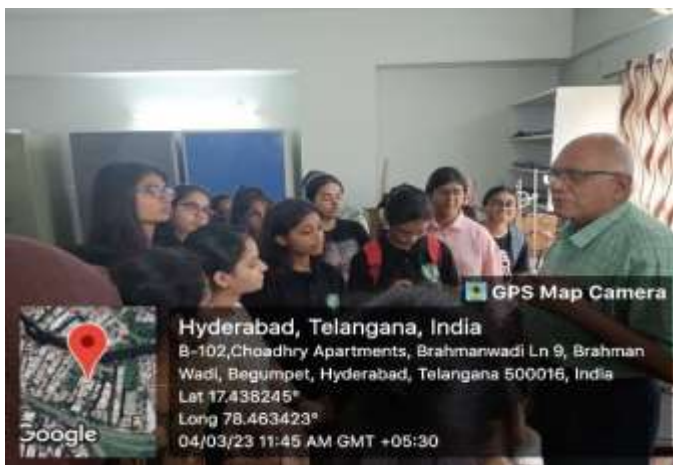 GPS Map Camera
Hyderabad, Telangana, India
B-102,Choadhry Apartments, Brahmanwadi Ln 9, Brahman
Wadi, Begumpet, Hyderabad, Telangana 500016, India
Lat 17.438245°
Long 78.463423°
04/03/23 11:45 AM GMT +05:30
Google